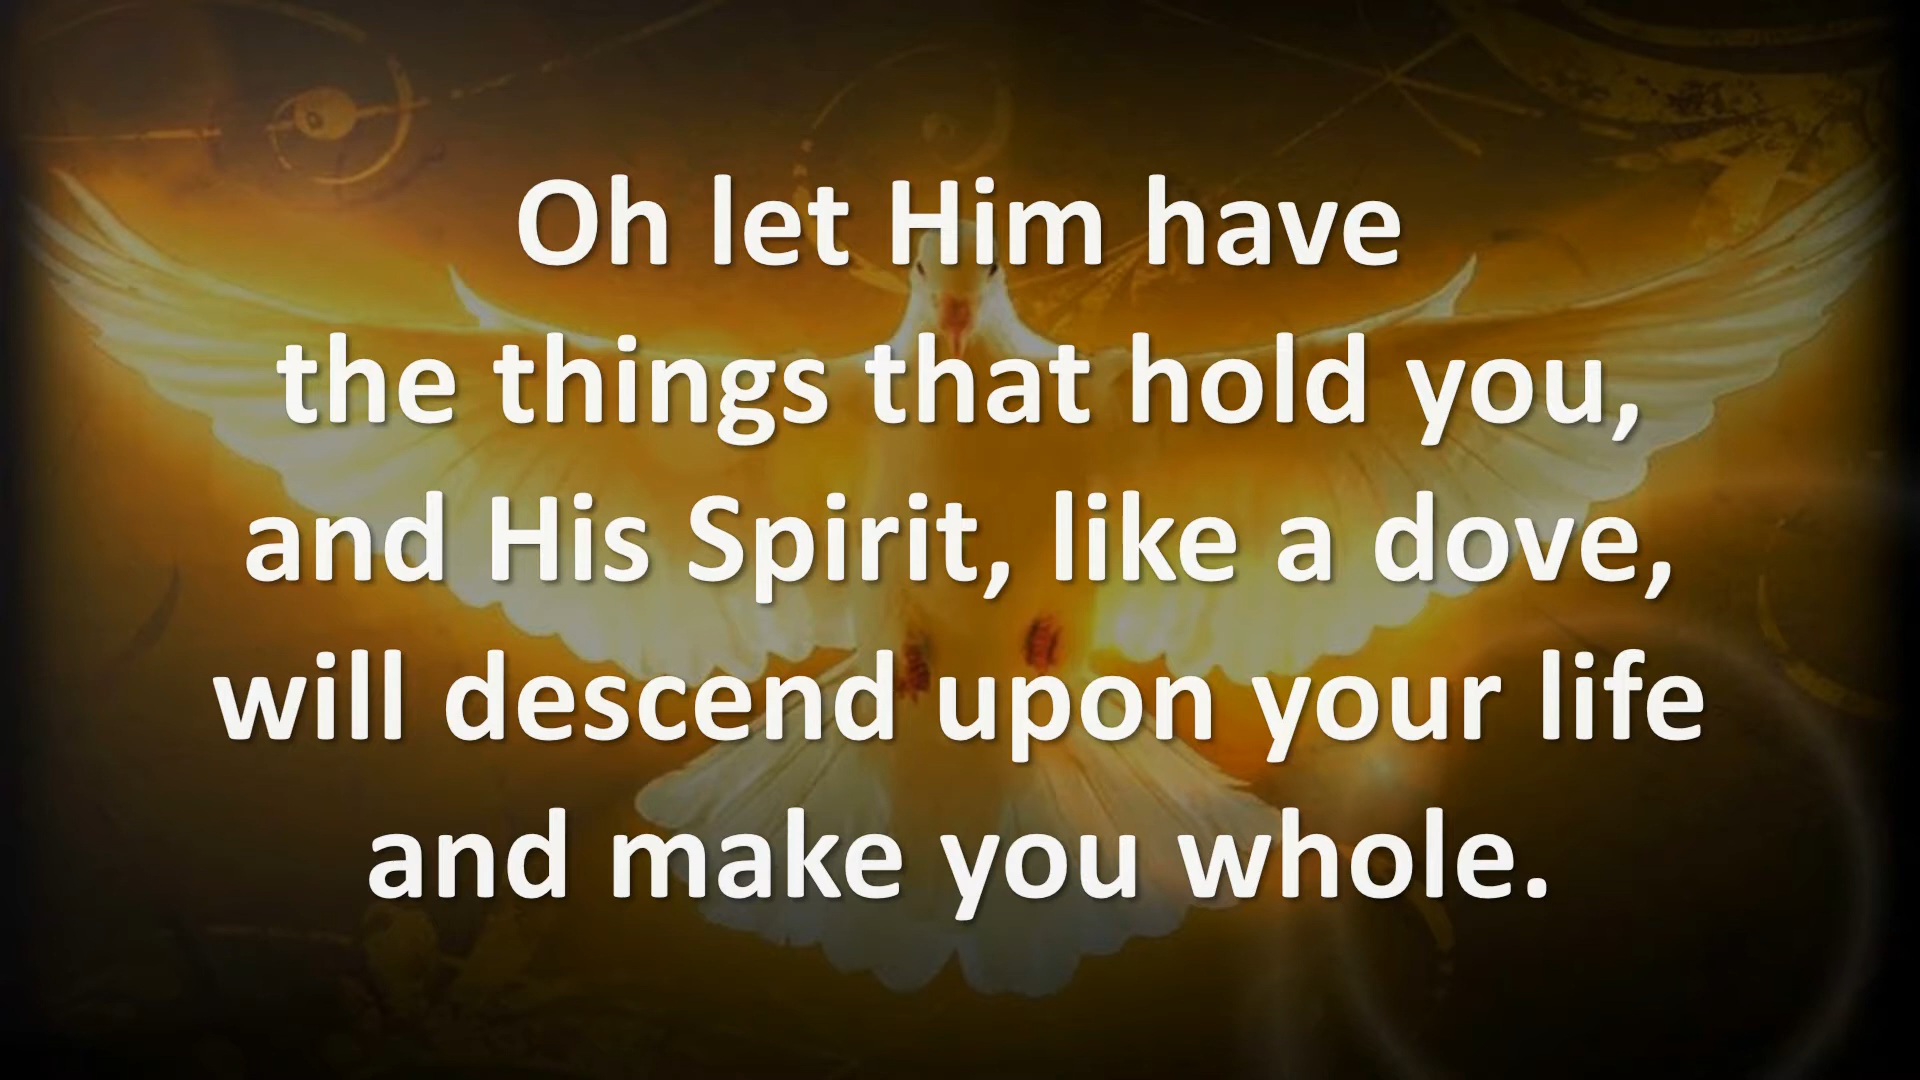 Oh let Him have
the things that hold you,
and His Spirit, like a dove,
will descend upon your life
and make you whole.